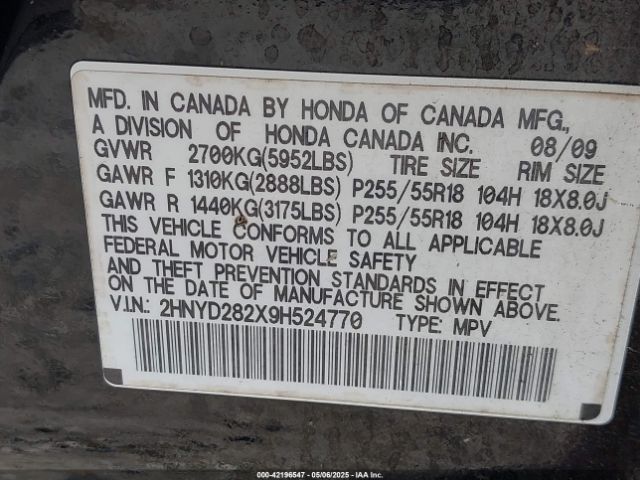 MFD. IN CANADA BY HONDA OF CANADA MFG.,
A DIVISION OF HONDA CANADA INC. 08/09
GVWR 2700KG(5952LBS) TIRE SIZE RIM SIZE
GAWR F 1310KG(2888LBS) P255/55R18 104H 18X8.0J
GAWR R 1440KG(3175LBS) P255/55R18 104H 18X8.0J
THIS VEHICLE CONFORMS TO ALL APPLICABLE
FEDERAL MOTOR VEHICLE SAFETY
AND THEFT PREVENTION STANDARDS IN EFFECT
ON THE DATE OF MANUFACTURE SHOWN ABOVE.
V.I.N.: 2HNYD282X9H524770 TYPE: MPV
000-42196547 - 05/06/2025 - IAA Inc.